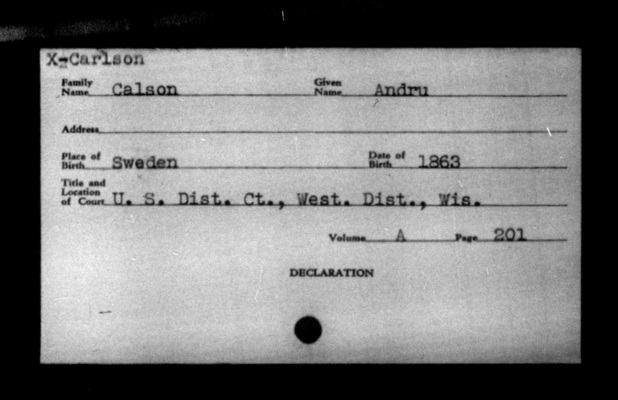 X-Carlson
Family Name Calson Given Name Andru
Address
Place of Birth Sweden Date of Birth 1863
Title and Location of Court U. S. Dist. Ct., West. Dist., Wis.
Volume A Page 201
DECLARATION